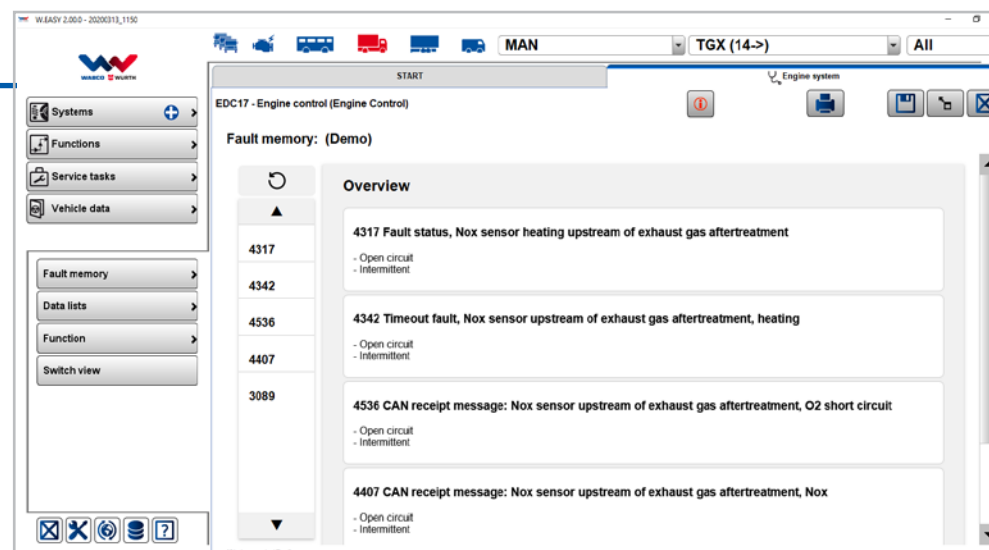 W.EASY 2.00.0 - 20200313_1150
MAN
TGX (14->)
All
WABCO WURTH
START
Engine system
Systems
Functions
Service tasks
Vehicle data
Fault memory
Data lists
Function
Switch view
EDC17 - Engine control (Engine Control)
Fault memory: (Demo)
4317
4342
4536
4407
3089
Overview
4317 Fault status, Nox sensor heating upstream of exhaust gas aftertreatment
- Open circuit
- Intermittent
4342 Timeout fault, Nox sensor upstream of exhaust gas aftertreatment, heating
- Open circuit
- Intermittent
4536 CAN receipt message: Nox sensor upstream of exhaust gas aftertreatment, O2 short circuit
- Open circuit
- Intermittent
4407 CAN receipt message: Nox sensor upstream of exhaust gas aftertreatment, Nox
- Open circuit
- Intermittent